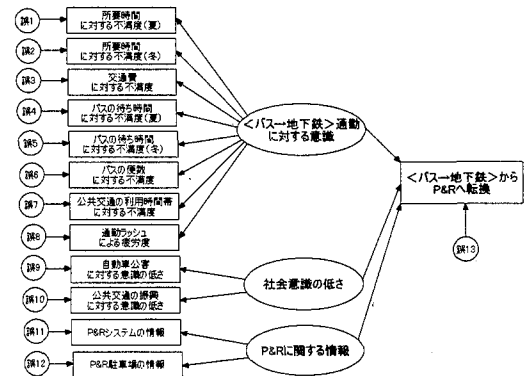 誤1
所要時間
に対する不満度(夏)
誤2
所要時間
に対する不満度(冬)
誤3
交通費
に対する不満度
誤4
バスの待ち時間
に対する不満度(夏)
誤5
バスの待ち時間
に対する不満度(冬)
誤6
バスの便数
に対する不満度
誤7
公共交通の利用時間帯
に対する不満度
誤8
通勤ラッシュ
による疲労度
誤9
自動車公害
に対する意識の低さ
誤10
公共交通の振興
に対する意識の低さ
誤11
P&Rシステムの情報
誤12
P&R駐車場の情報
<バス→地下鉄>通勤
に対する意識
社会意識の低さ
P&Rに関する情報
<バス→地下鉄>から
P&Rへ転換
誤13